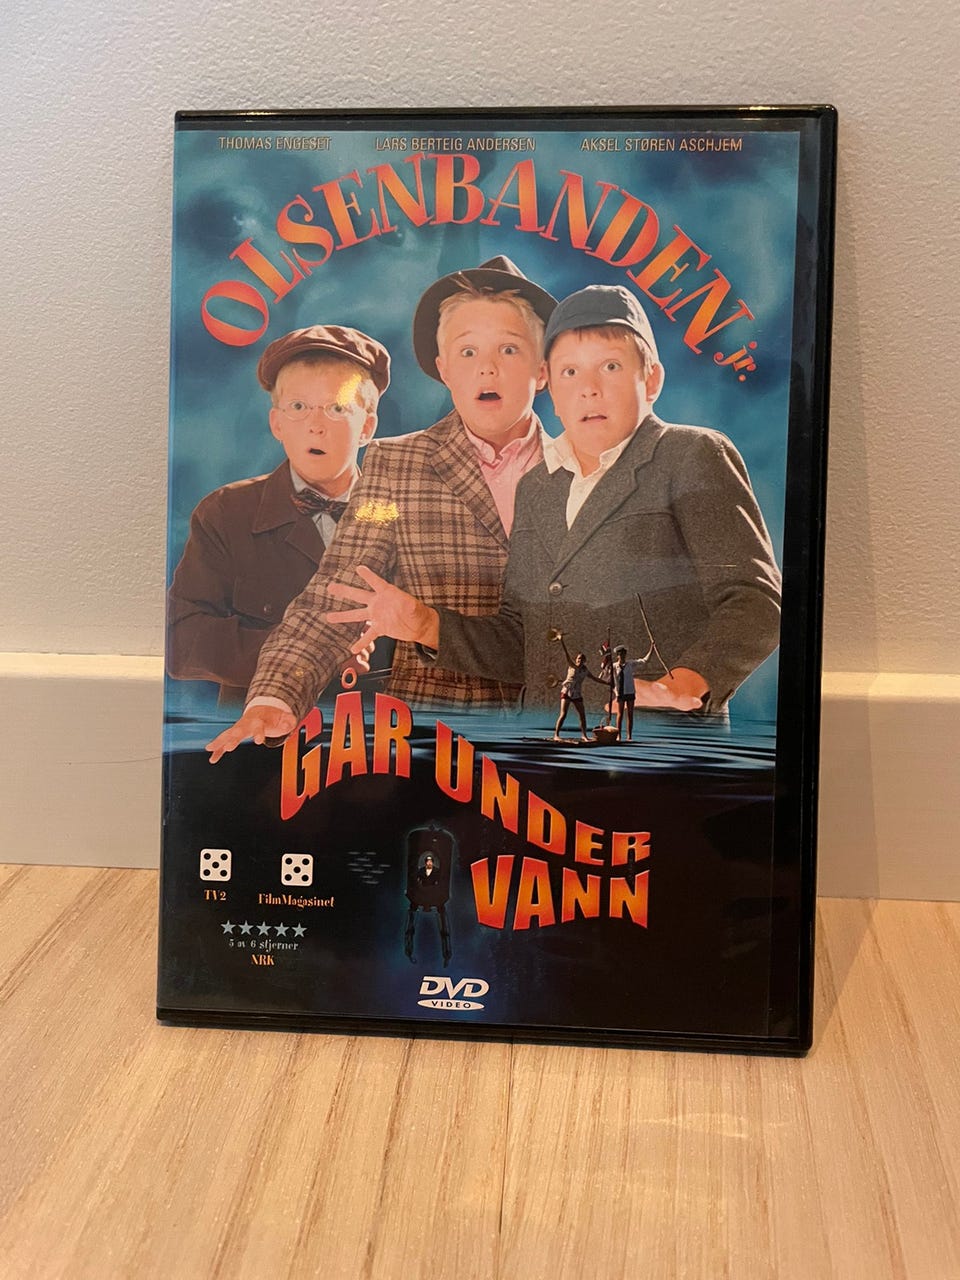 THOMAS ENGESET LARS BERTEIG ANDERSEN AKSEL STØREN ASCHJEM
OLSENBANDEN jr.
GÅR UNDER
VANN
TV2 FilmMagasinet
5 av 6 stjerner
NRK
DVD
VIDEO